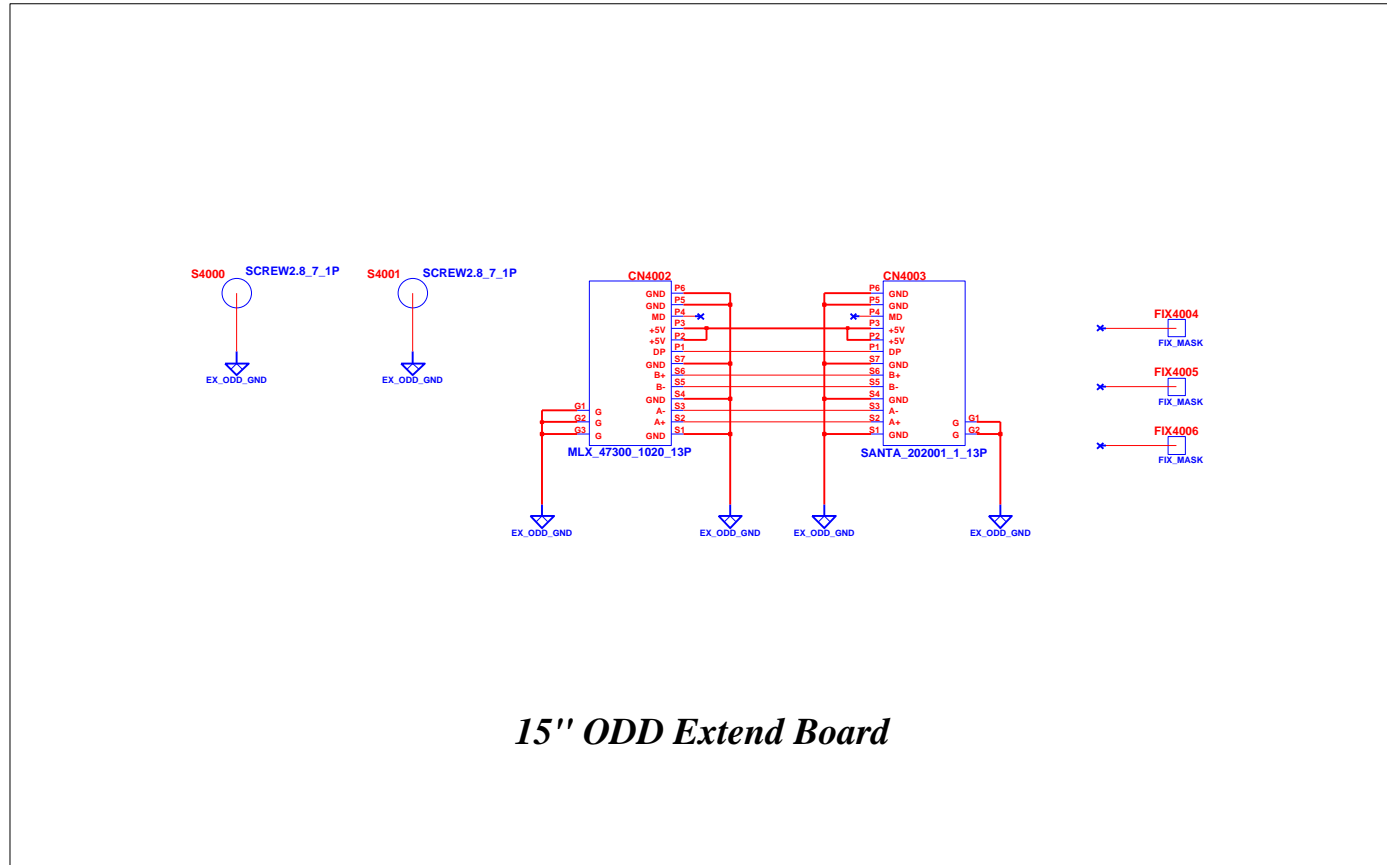 S4000 SCREW2.8_7_1P
EX_ODD_GND
S4001 SCREW2.8_7_1P
EX_ODD_GND
CN4002
GND P6
GND P5
MD P4
+5V P3
+5V P2
DP P1
GND S7
B+ S6
B- S5
GND S4
A- S3
A+ S2
GND S1
G1 G
G2 G
G3 G
MLX_47300_1020_13P
EX_ODD_GND
EX_ODD_GND
CN4003
P6 GND
P5 GND
P4 MD
P3 +5V
P2 +5V
P1 DP
S7 GND
S6 B+
S5 B-
S4 GND
S3 A-
S2 A+
S1 GND
G G1
G G2
SANTA_202001_1_13P
EX_ODD_GND
EX_ODD_GND
FIX4004
FIX_MASK
FIX4005
FIX_MASK
FIX4006
FIX_MASK
15" ODD Extend Board